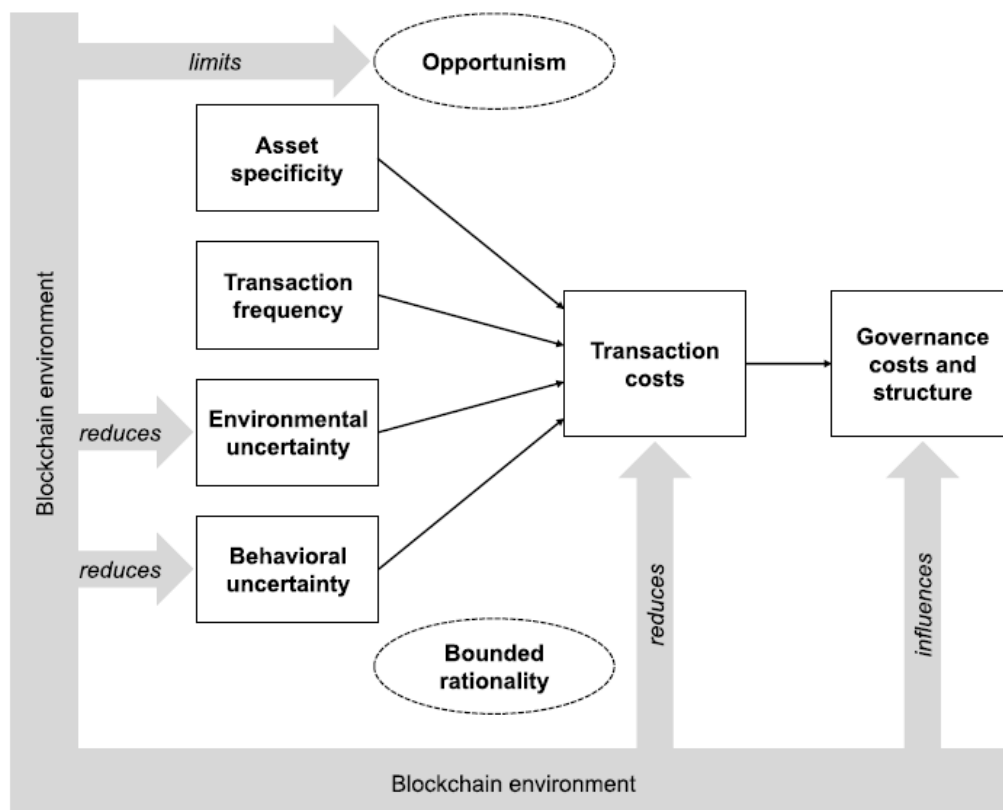 limits
Opportunism
Asset
specificity
Transaction
frequency
Blockchain environment
Transaction
costs
Governance
costs and
structure
reduces
Environmental
uncertainty
reduces
Behavioral
uncertainty
reduces
influences
Bounded
rationality
Blockchain environment